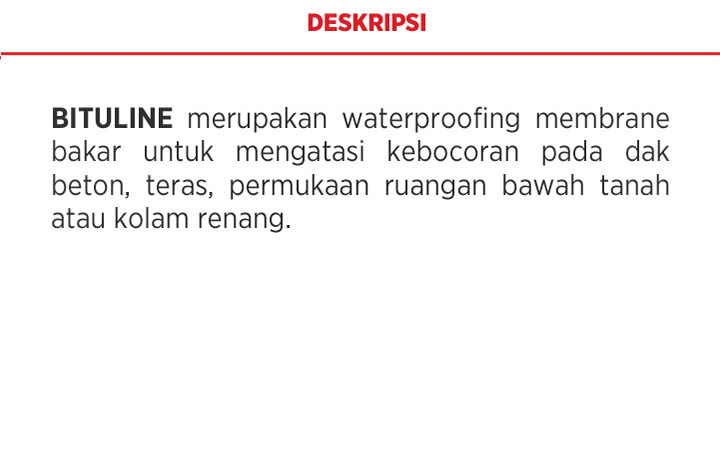 DESKRIPSI
BITULINE merupakan waterproofing membrane
bakar untuk mengatasi kebocoran pada dak
beton, teras, permukaan ruangan bawah tanah
atau kolam renang.